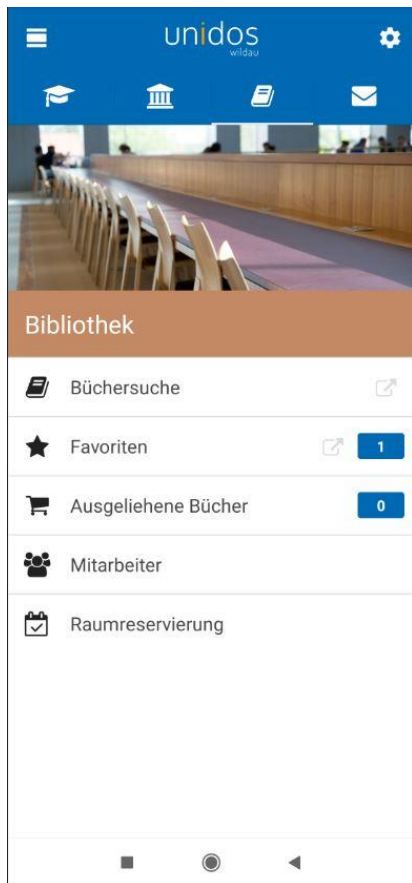 unidos
wildau
Bibliothek
Büchersuche
Favoriten
1
Ausgeliehene Bücher
0
Mitarbeiter
Raumreservierung